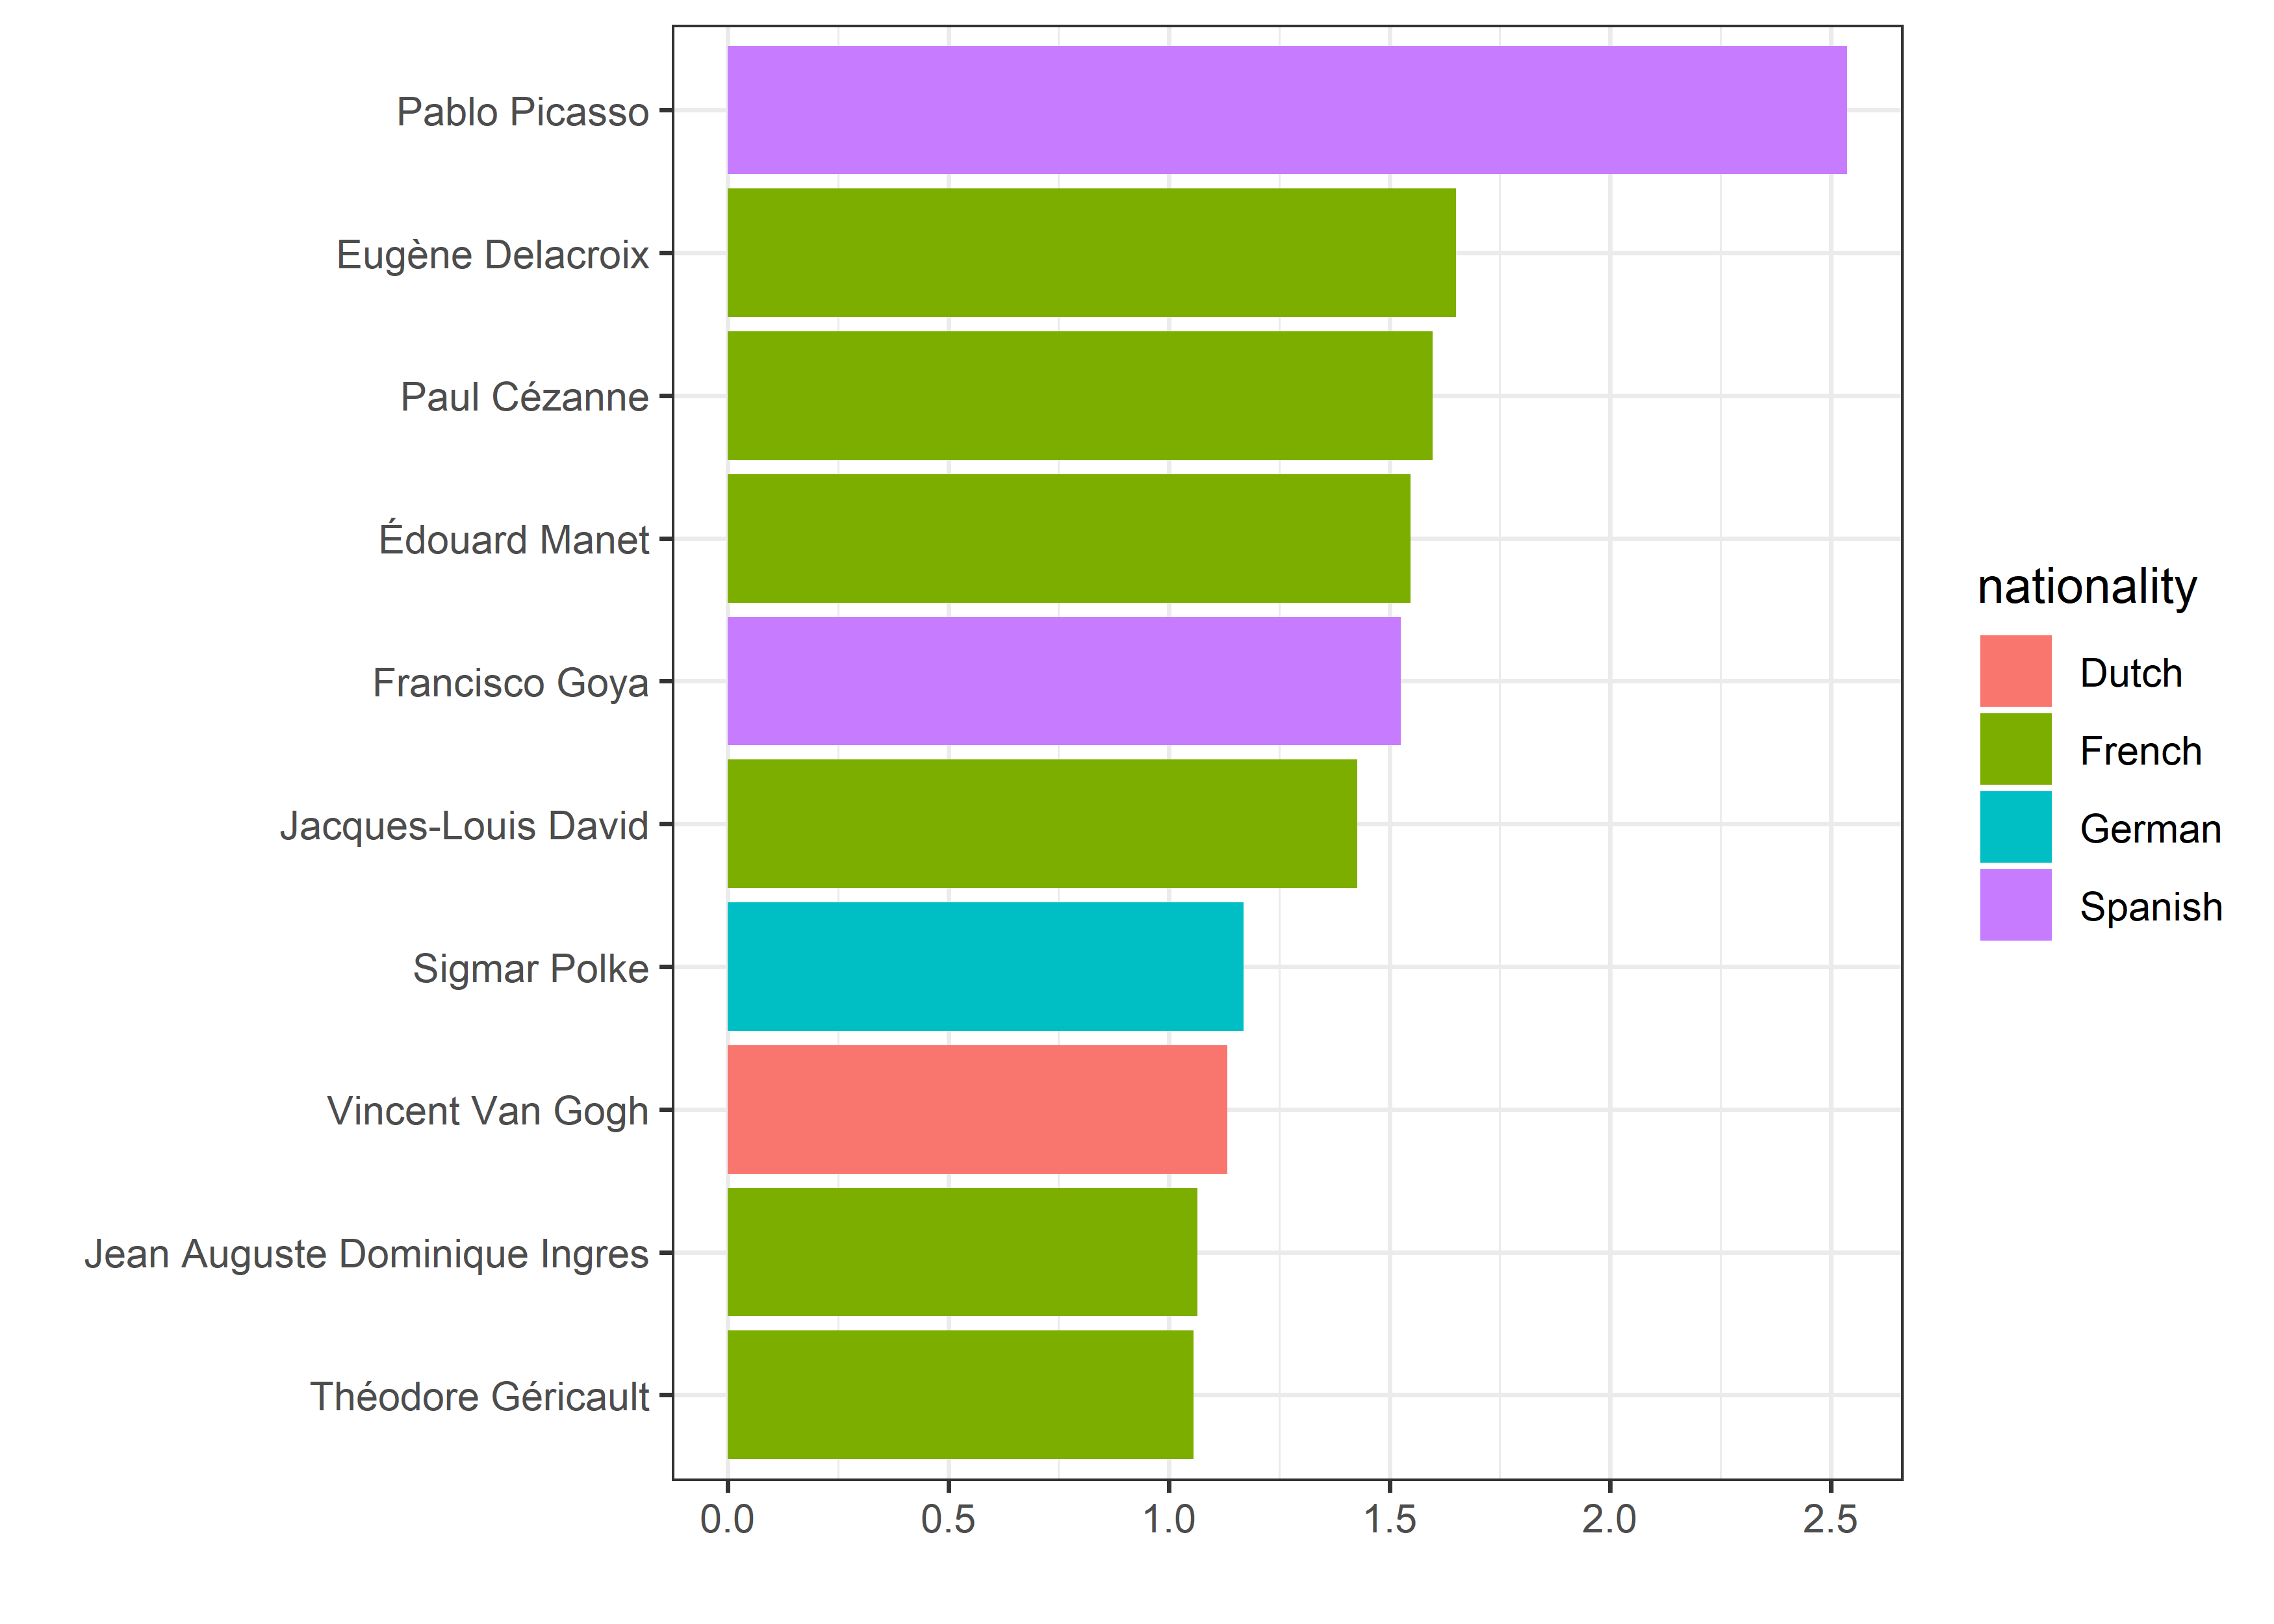 Pablo Picasso
Eugène Delacroix
Paul Cézanne
Édouard Manet
Francisco Goya
Jacques-Louis David
Sigmar Polke
Vincent Van Gogh
Jean Auguste Dominique Ingres
Théodore Géricault
0.0 0.5 1.0 1.5 2.0 2.5
nationality
Dutch
French
German
Spanish